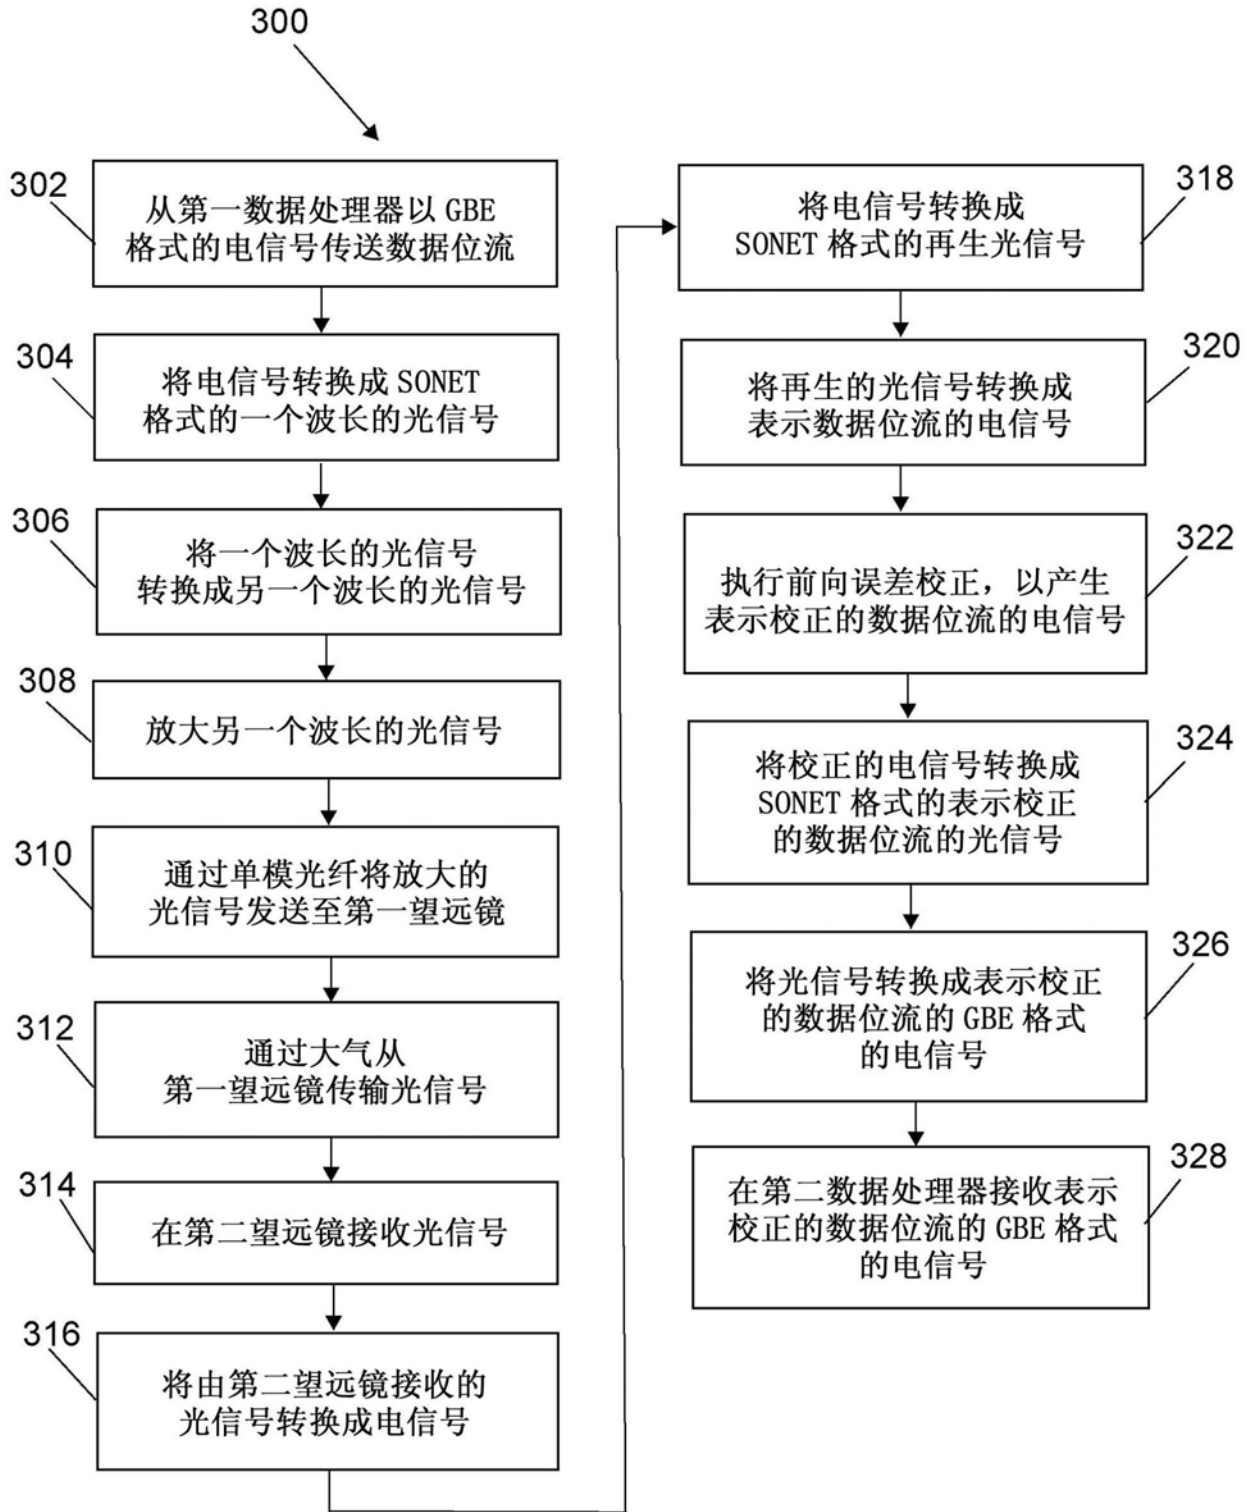 300
302
从第一数据处理器以 GBE
格式的电信号传送数据位流
304
将电信号转换成 SONET
格式的一个波长的光信号
306
将一个波长的光信号
转换成另一个波长的光信号
308
放大另一个波长的光信号
310
通过单模光纤将放大的
光信号发送至第一望远镜
312
通过大气从
第一望远镜传输光信号
314
在第二望远镜接收光信号
316
将由第二望远镜接收的
光信号转换成电信号
318
将电信号转换成
SONET 格式的再生光信号
320
将再生的光信号转换成
表示数据位流的电信号
322
执行前向误差校正，以产生
表示校正的数据位流的电信号
324
将校正的电信号转换成
SONET 格式的表示校正
的数据位流的光信号
326
将光信号转换成表示校正
的数据位流的 GBE 格式
的电信号
328
在第二数据处理器接收表示
校正的数据位流的 GBE 格式
的电信号